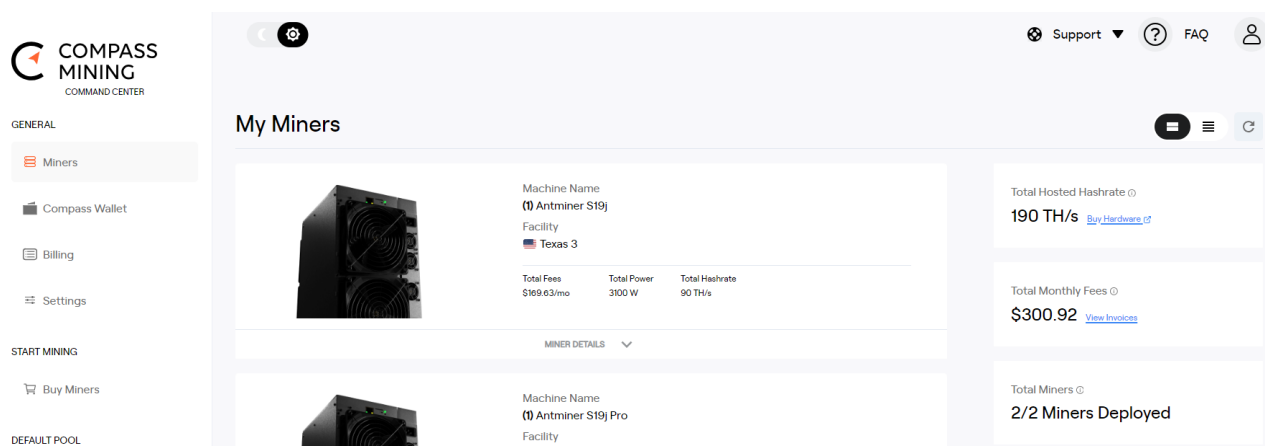 COMPASS
MINING
COMMAND CENTER
GENERAL
Miners
Compass Wallet
Billing
Settings
START MINING
Buy Miners
DEFAULT POOL
Support
?
FAQ
My Miners
Machine Name
(1) Antminer S19j
Facility
Texas 3
Total Fees Total Power Total Hashrate
$169.63/mo 3100 W 90 TH/s
MINER DETAILS
Machine Name
(1) Antminer S19j Pro
Facility
Total Hosted Hashrate
190 TH/s Buy Hardware
Total Monthly Fees
$300.92 View Invoices
Total Miners
2/2 Miners Deployed